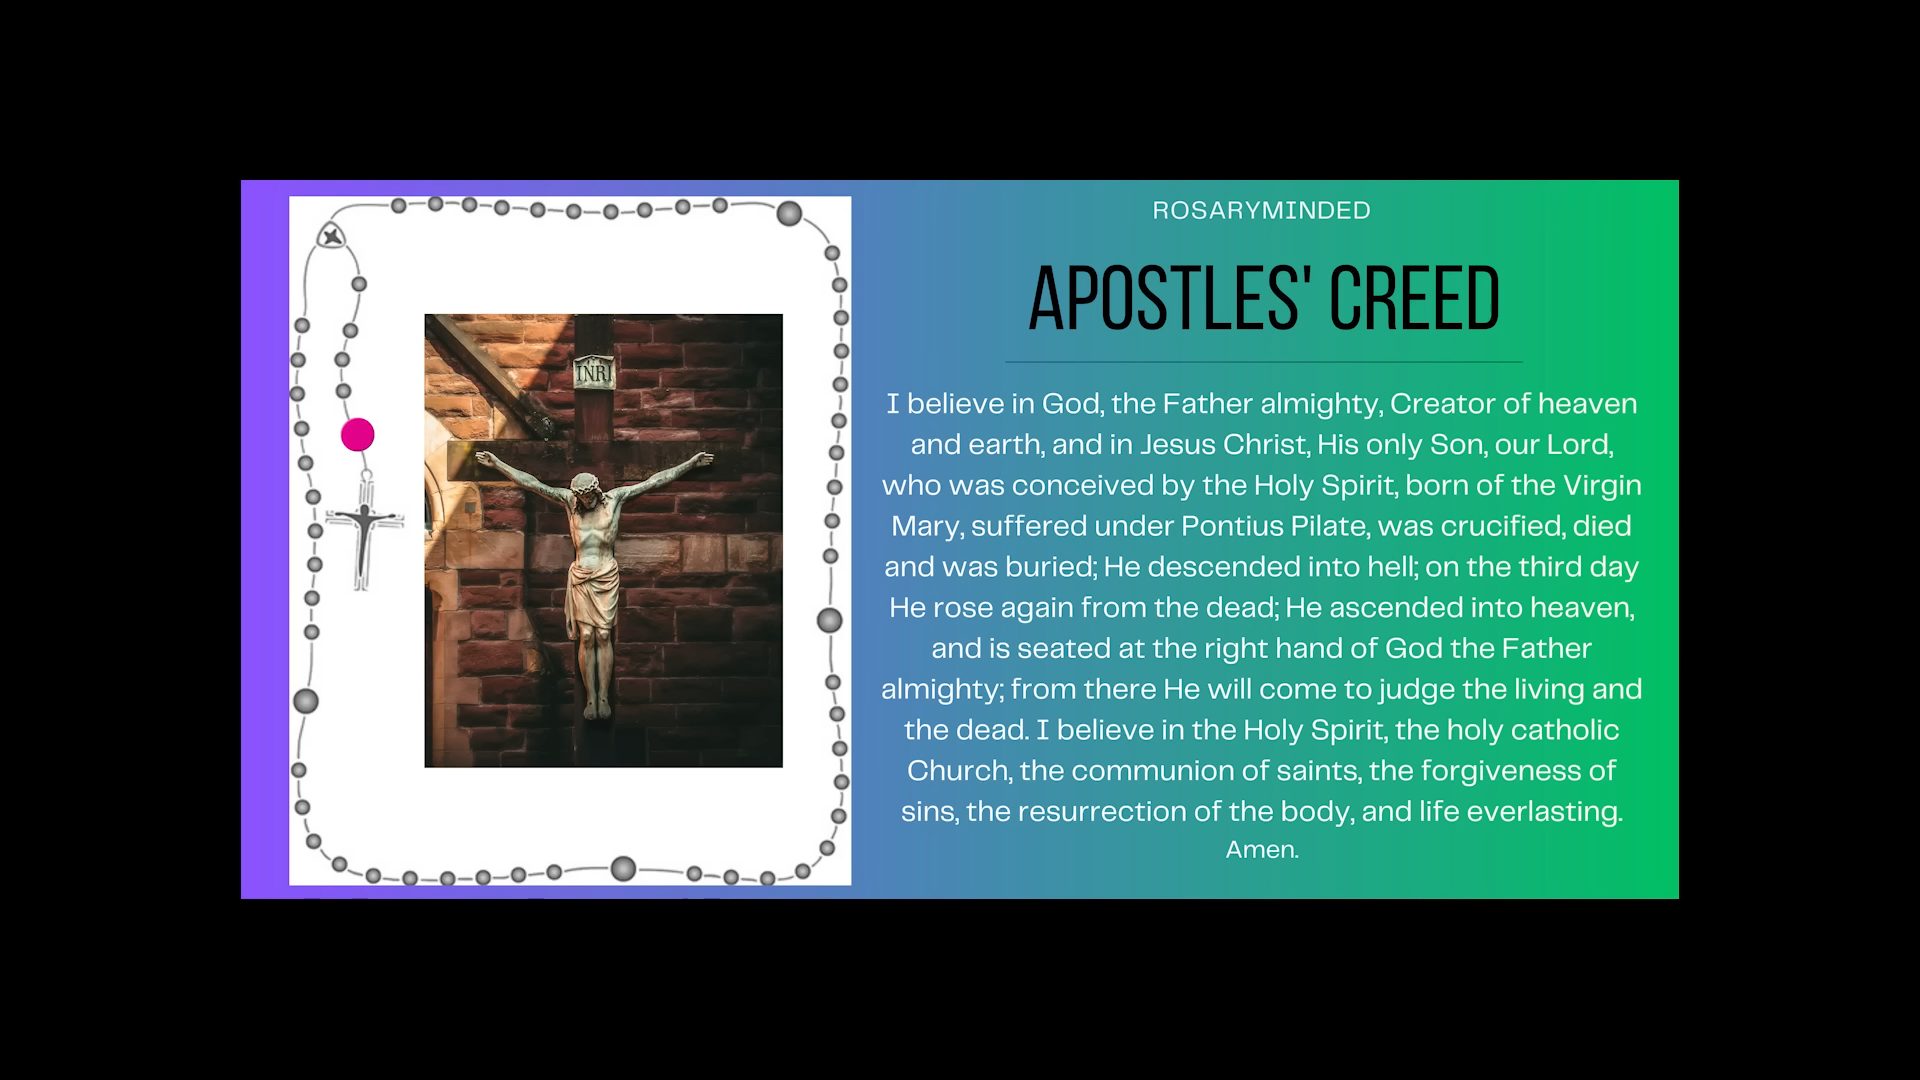 ROSARYMINDED
APOSTLES' CREED
INRI
I believe in God, the Father almighty, Creator of heaven
and earth, and in Jesus Christ, His only Son, our Lord,
who was conceived by the Holy Spirit, born of the Virgin
Mary, suffered under Pontius Pilate, was crucified, died
and was buried; He descended into hell; on the third day
He rose again from the dead; He ascended into heaven,
and is seated at the right hand of God the Father
almighty; from there He will come to judge the living and
the dead. I believe in the Holy Spirit, the holy catholic
Church, the communion of saints, the forgiveness of
sins, the resurrection of the body, and life everlasting.
Amen.